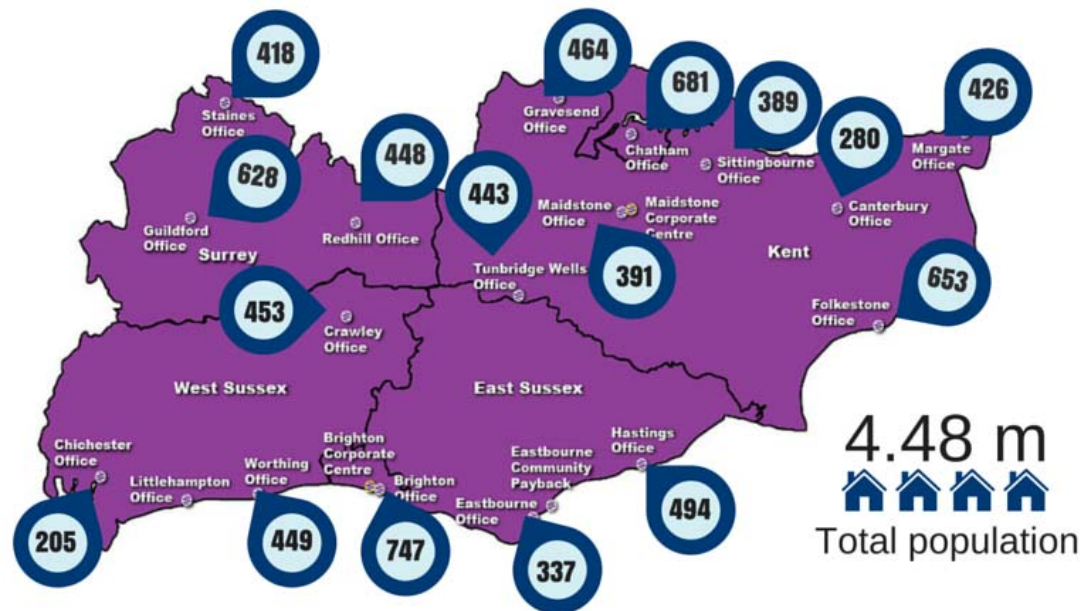 418
464
681
389
426
Staines
Office
Gravesend
Office
Chatham
Office
Sittingbourne
Office
280
Margate
Office
448
628
443
Maidstone
Office
Maidstone
Corporate
Centre
Canterbury
Office
Guildford
Office
Redhill Office
Surrey
Kent
Tunbridge Wells
Office
391
653
453
Crawley
Office
Folkestone
Office
West Sussex
East Sussex
Chichester
Office
Littlehampton
Office
Worthing
Office
Brighton
Corporate
Centre
Brighton
Office
Eastbourne
Community
Payback
Eastbourne
Office
Hastings
Office
205
449
747
337
494
4.48 m
Total population